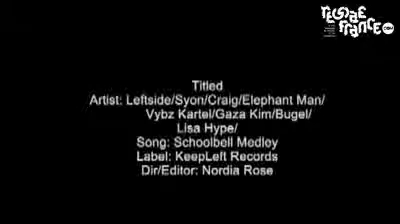 reggae
france.com
Titled
Artist: Leftside/Syon/Craig/Elephant Man/
Vybz Kartel/Gaza Kim/Bugel/
Lisa Hype/
Song: Schoolbell Medley
Label: KeepLeft Records
Dir/Editor: Nordia Rose